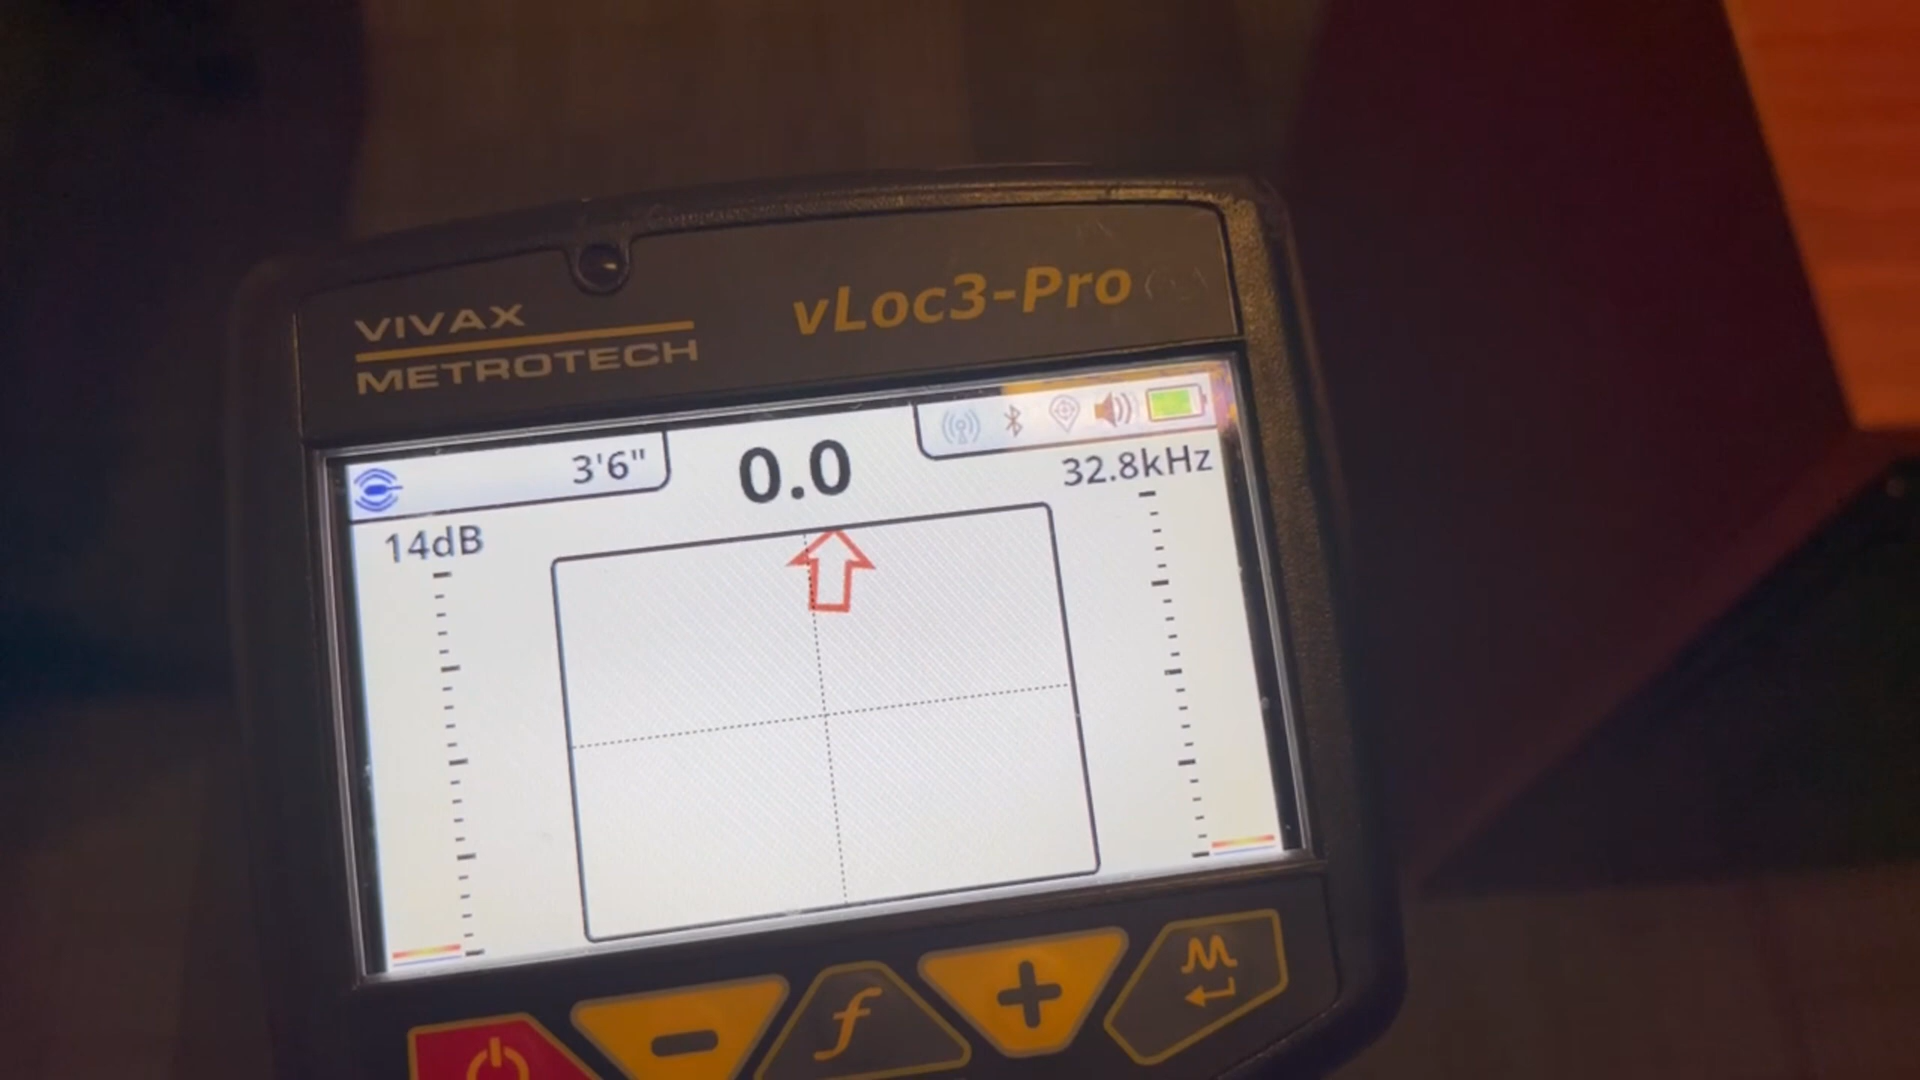 VIVAX
METROTECH
vLoc3-Pro
3'6"
0.0
32.8kHz
14dB
f
M